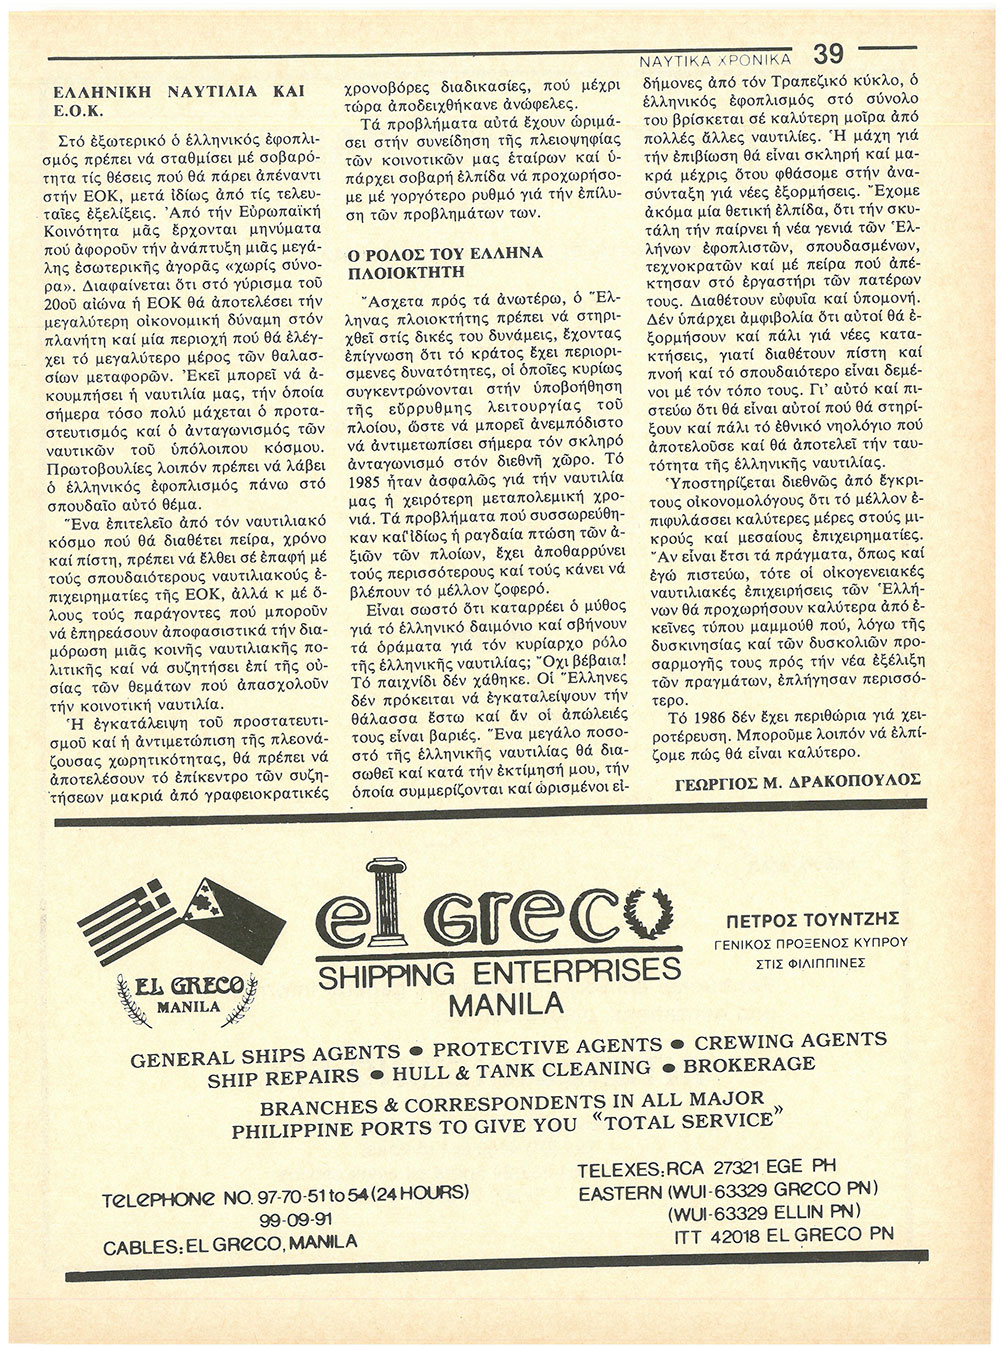 ΝΑΥΤΙΚΑ ΧΡΟΝΙΚΑ 39
ΕΛΛΗΝΙΚΗ ΝΑΥΤΙΛΙΑ ΚΑΙ
Ε.Ο.Κ.
Στό ἐξωτερικό ὁ ἑλληνικός ἐφοπλι-
σμός πρέπει νά σταθμίσει μέ σοβαρό-
τητα τίς θέσεις πού θά πάρει ἀπέναντι
στήν ΕΟΚ, μετά ἰδίως ἀπό τίς τελευ-
ταῖες ἐξελίξεις. Ἀπό τήν Εὐρωπαϊκή
Κοινότητα μᾶς ἔρχονται μηνύματα
πού ἀφοροῦν τήν ἀνάπτυξη μιᾶς μεγά-
λης ἐσωτερικῆς ἀγορᾶς «χωρίς σύνο-
ρα». Διαφαίνεται ὅτι στό γύρισμα τοῦ
20οῦ αἰώνα ἡ ΕΟΚ θά ἀποτελέσει τήν
μεγαλύτερη οἰκονομική δύναμη στόν
πλανήτη καί μία περιοχή πού θά ἐλέγ-
χει τό μεγαλύτερο μέρος τῶν θαλασ-
σίων μεταφορῶν. Ἐκεῖ μπορεῖ νά ἀ-
κουμπήσει ἡ ναυτιλία μας, τήν ὁποία
σήμερα τόσο πολύ μάχεται ὁ προτα-
στευτισμός καί ὁ ἀνταγωνισμός τῶν
ναυτικῶν τοῦ ὑπόλοιπου κόσμου.
Πρωτοβουλίες λοιπόν πρέπει νά λάβει
ὁ ἑλληνικός ἐφοπλισμός πάνω στό
σπουδαῖο αὐτό θέμα.
Ἕνα ἐπιτελεῖο ἀπό τόν ναυτιλιακό
κόσμο πού θά διαθέτει πείρα, χρόνο
καί πίστη, πρέπει νά ἔλθει σέ ἐπαφή μέ
τούς σπουδαιότερους ναυτιλιακούς ἐ-
πιχειρηματίες τῆς ΕΟΚ, ἀλλά κ μέ ὅ-
λους τούς παράγοντες πού μποροῦν
νά ἐπηρεάσουν ἀποφασιστικά τήν δια-
μόρωση μιᾶς κοινῆς ναυτιλιακῆς πο-
λιτικῆς καί νά συζητήσει ἐπί τῆς οὐ-
σίας τῶν θεμάτων πού ἀπασχολοῦν
τήν κοινοτική ναυτιλία.
Ἡ ἐγκατάλειψη τοῦ προστατευτι-
σμοῦ καί ἡ ἀντιμετώπιση τῆς πλεονά-
ζουσας χωρητικότητας, θά πρέπει νά
ἀποτελέσουν τό ἐπίκεντρο τῶν συζη-
τήσεων μακριά ἀπό γραφειοκρατικές
χρονοβόρες διαδικασίες, πού μέχρι
τώρα ἀποδειχθήκανε ἀνώφελες.
Τά προβλήματα αὐτά ἔχουν ὡριμά-
σει στήν συνείδηση τῆς πλειοψηφίας
τῶν κοινοτικῶν μας ἑταίρων καί ὑ-
πάρχει σοβαρή ἐλπίδα νά προχωρήσο-
με μέ γοργότερο ρυθμό γιά τήν ἐπίλυ-
ση τῶν προβλημάτων των.
Ο ΡΟΛΟΣ ΤΟΥ ΕΛΛΗΝΑ
ΠΛΟΙΟΚΤΗΤΗ
Ἄσχετα πρός τά ἀνωτέρω, ὁ Ἕλ-
ληνας πλοιοκτήτης πρέπει νά στηρι-
χθεῖ στίς δικές του δυνάμεις, ἔχοντας
ἐπίγνωση ὅτι τό κράτος ἔχει περιορι-
σμενες δυνατότητες, οἱ ὁποῖες κυρίως
συγκεντρώνονται στήν ὑποβοήθηση
τῆς εὔρρυθμης λειτουργίας τοῦ
πλοίου, ὥστε νά μπορεῖ ἀνεμπόδιστο
νά ἀντιμετωπίσει σήμερα τόν σκληρό
ἀνταγωνισμό στόν διεθνῆ χῶρο. Τό
1985 ἦταν ἀσφαλῶς γιά τήν ναυτιλία
μας ἡ χειρότερη μεταπολεμική χρο-
νιά. Τά προβλήματα πού συσσωρεύθη-
καν καί ἰδίως ἡ ραγδαία πτώση τῶν ἀ-
ξιῶν τῶν πλοίων, ἔχει ἀποθαρρύνει
τούς περισσότερους καί τούς κάνει νά
βλέπουν τό μέλλον ζοφερό.
Εἶναι σωστό ὅτι καταρρέει ὁ μύθος
γιά τό ἑλληνικό δαιμόνιο καί σβήνουν
τά ὁράματα γιά τόν κυρίαρχο ρόλο
τῆς ἑλληνικῆς ναυτιλίας; Ὄχι βέβαια!
Τό παιχνίδι δέν χάθηκε. Οἱ Ἕλληνες
δέν πρόκειται νά ἐγκαταλείψουν τήν
θάλασσα ἔστω καί ἄν οἱ ἀπώλειές
τους εἶναι βαριές. Ἕνα μεγάλο ποσο-
στό τῆς ἑλληνικῆς ναυτιλίας θά δια-
σωθεῖ καί κατά τήν ἐκτίμησή μου, τήν
ὁποία συμμερίζονται καί ὡρισμένοι εἰ-
δήμονες ἀπό τόν Τραπεζικό κύκλο, ὁ
ἑλληνικός ἐφοπλισμός στό σύνολο
του βρίσκεται σέ καλύτερη μοῖρα ἀπό
πολλές ἄλλες ναυτιλίες. Ἡ μάχη γιά
τήν ἐπιβίωση θά εἶναι σκληρή καί μα-
κρά μέχρις ὅτου φθάσομε στήν ἀνα-
σύνταξη γιά νέες ἐξορμήσεις. Ἔχομε
ἀκόμα μία θετική ἐλπίδα, ὅτι τήν σκυ-
τάλη τήν παίρνει ἡ νέα γενιά τῶν Ἑλ-
λήνων ἐφοπλιστῶν, σπουδασμένων,
τεχνοκρατῶν καί μέ πείρα πού ἀπέ-
κτησαν στό ἐργαστήρι τῶν πατέρων
τους. Διαθέτουν εὐφυΐα καί ὑπομονή.
Δέν ὑπάρχει ἀμφιβολία ὅτι αὐτοί θά ἐ-
ξορμήσουν καί πάλι γιά νέες κατα-
κτήσεις, γιατί διαθέτουν πίστη καί
πνοή καί τό σπουδαιότερο εἶναι δεμέ-
νοι μέ τόν τόπο τους. Γι' αὐτό καί πι-
στεύω ὅτι θά εἶναι αὐτοί πού θά στηρί-
ξουν καί πάλι τό ἐθνικό νηολόγιο πού
ἀποτελοῦσε καί θά ἀποτελεῖ τήν ταυ-
τότητα τῆς ἑλληνικῆς ναυτιλίας.
Ὑποστηρίζεται διεθνῶς ἀπό ἔγκρι-
τους οἰκονομολόγους ὅτι τό μέλλον ἐ-
πιφυλάσσει καλύτερες μέρες στούς μι-
κρούς καί μεσαίους ἐπιχειρηματίες.
Ἄν εἶναι ἔτσι τά πράγματα, ὅπως καί
ἐγώ πιστεύω, τότε οἱ οἰκογενειακές
ναυτιλιακές ἐπιχειρήσεις τῶν Ἑλλή-
νων θά προχωρήσουν καλύτερα ἀπό ἐ-
κεῖνες τύπου μαμμούθ πού, λόγω τῆς
δυσκινησίας καί τῶν δυσκολιῶν προ-
σαρμογῆς τους πρός τήν νέα ἐξέλιξη
τῶν πραγμάτων, ἐπλήγησαν περισσό-
τερο.
Τό 1986 δέν ἔχει περιθώρια γιά χει-
ροτέρευση. Μποροῦμε λοιπόν νά ἐλπί-
ζομε πώς θά εἶναι καλύτερο.
ΓΕΩΡΓΙΟΣ Μ. ΔΡΑΚΟΠΟΥΛΟΣ
EL GRECO
MANILA
el Greco
SHIPPING ENTERPRISES
MANILA
ΠΕΤΡΟΣ ΤΟΥΝΤΖΗΣ
ΓΕΝΙΚΟΣ ΠΡΟΞΕΝΟΣ ΚΥΠΡΟΥ
ΣΤΙΣ ΦΙΛΙΠΠΙΝΕΣ
GENERAL SHIPS AGENTS ● PROTECTIVE AGENTS ● CREWING AGENTS
SHIP REPAIRS ● HULL & TANK CLEANING ● BROKERAGE
BRANCHES & CORRESPONDENTS IN ALL MAJOR
PHILIPPINE PORTS TO GIVE YOU “TOTAL SERVICE”
TELEPHONE NO. 97-70-51 to 54 (24 HOURS)
99-09-91
CABLES: EL GRECO, MANILA
TELEXES: RCA 27321 EGE PH
EASTERN (WUI-63329 GRECO PN)
(WUI-63329 ELLIN PN)
ITT 42018 EL GRECO PN